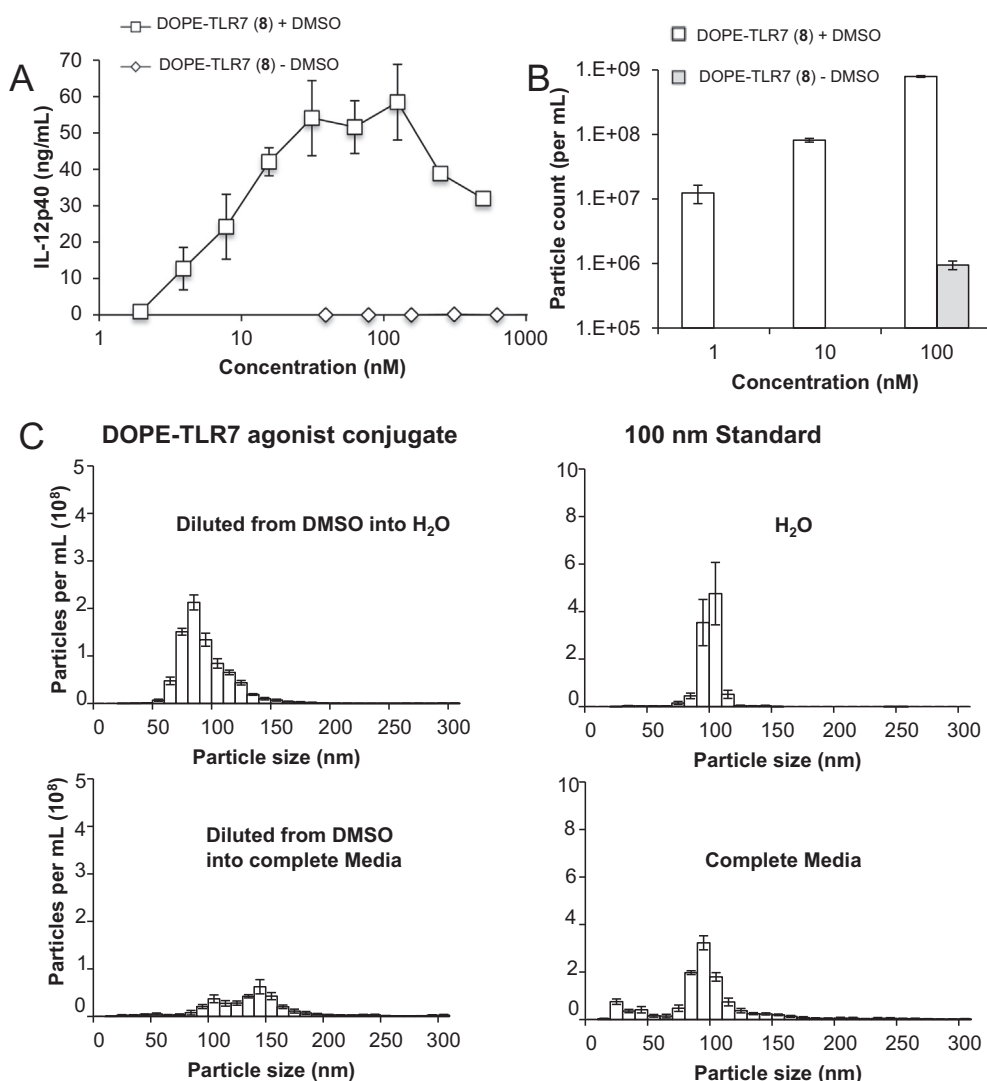 DOPE-TLR7 (8) + DMSO
DOPE-TLR7 (8) - DMSO
A
IL-12p40 (ng/mL)
70
60
50
40
30
20
10
0
1 10 100 1000
Concentration (nM)
DOPE-TLR7 (8) + DMSO
DOPE-TLR7 (8) - DMSO
B
Particle count (per mL)
1.E+09
1.E+08
1.E+07
1.E+06
1.E+05
1 10 100
Concentration (nM)
C
DOPE-TLR7 agonist conjugate
100 nm Standard
Particles per mL (10⁸)
5
4
3
2
1
0
Diluted from DMSO into H₂O
0 50 100 150 200 250 300
Particle size (nm)
10
8
6
4
2
0
H₂O
0 50 100 150 200 250 300
Particle size (nm)
Particles per mL (10⁸)
5
4
3
2
1
0
Diluted from DMSO
into complete Media
0 50 100 150 200 250 300
Particle size (nm)
10
8
6
4
2
0
Complete Media
0 50 100 150 200 250 300
Particle size (nm)